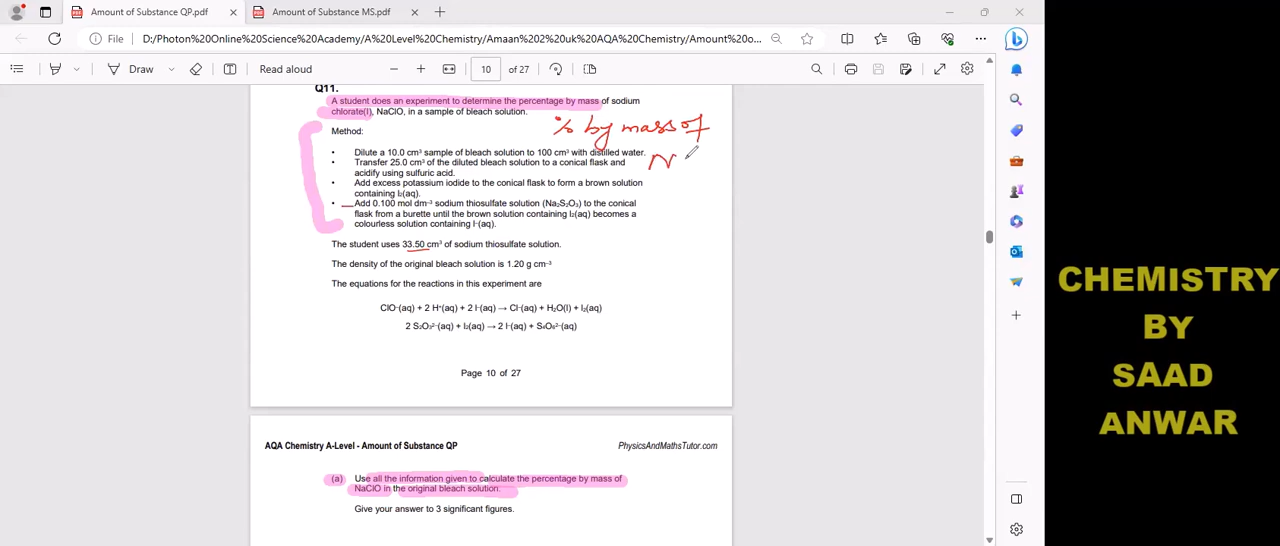 Amount of Substance QP.pdf
Amount of Substance MS.pdf
File
D:/Photon%20Online%20Science%20Academy/A%20Level%20Chemistry/Amaan%202%20uk%20AQA%20Chemistry/Amount%20o...
Draw
Read aloud
10 of 27
Q11.
A student does an experiment to determine the percentage by mass of sodium
chlorate(I), NaClO, in a sample of bleach solution.
% by mass of
N
Method:
• Dilute a 10.0 cm³ sample of bleach solution to 100 cm³ with distilled water.
• Transfer 25.0 cm³ of the diluted bleach solution to a conical flask and
acidify using sulfuric acid.
• Add excess potassium iodide to the conical flask to form a brown solution
containing I₂(aq).
• Add 0.100 mol dm⁻³ sodium thiosulfate solution (Na₂S₂O₃) to the conical
flask from a burette until the brown solution containing I₂(aq) becomes a
colourless solution containing I⁻(aq).
The student uses 33.50 cm³ of sodium thiosulfate solution.
The density of the original bleach solution is 1.20 g cm⁻³
The equations for the reactions in this experiment are
ClO⁻(aq) + 2 H⁺(aq) + 2 I⁻(aq) → Cl⁻(aq) + H₂O(l) + I₂(aq)
2 S₂O₃²⁻(aq) + I₂(aq) → 2 I⁻(aq) + S₄O₆²⁻(aq)
Page 10 of 27
AQA Chemistry A-Level - Amount of Substance QP
PhysicsAndMathsTutor.com
(a) Use all the information given to calculate the percentage by mass of
NaClO in the original bleach solution.
Give your answer to 3 significant figures.
CHEMISTRY
BY
SAAD
ANWAR